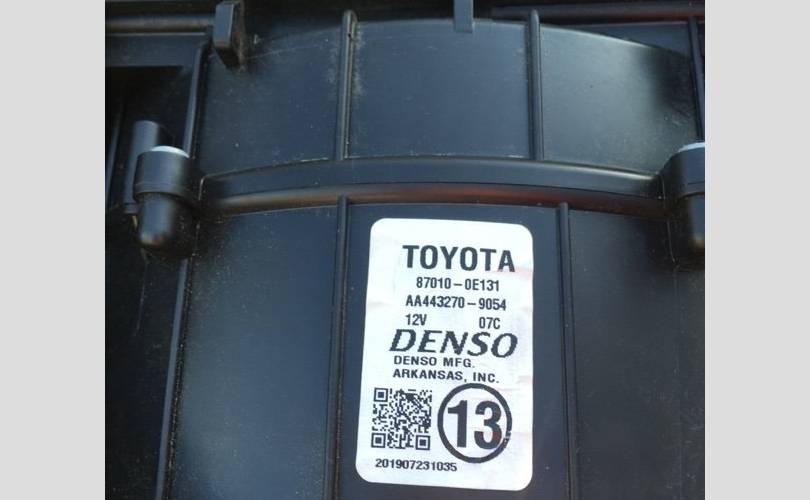 TOYOTA
87010-0E131
AA443270-9054
12V 07C
DENSO
DENSO MFG.
ARKANSAS, INC.
13
201907231035